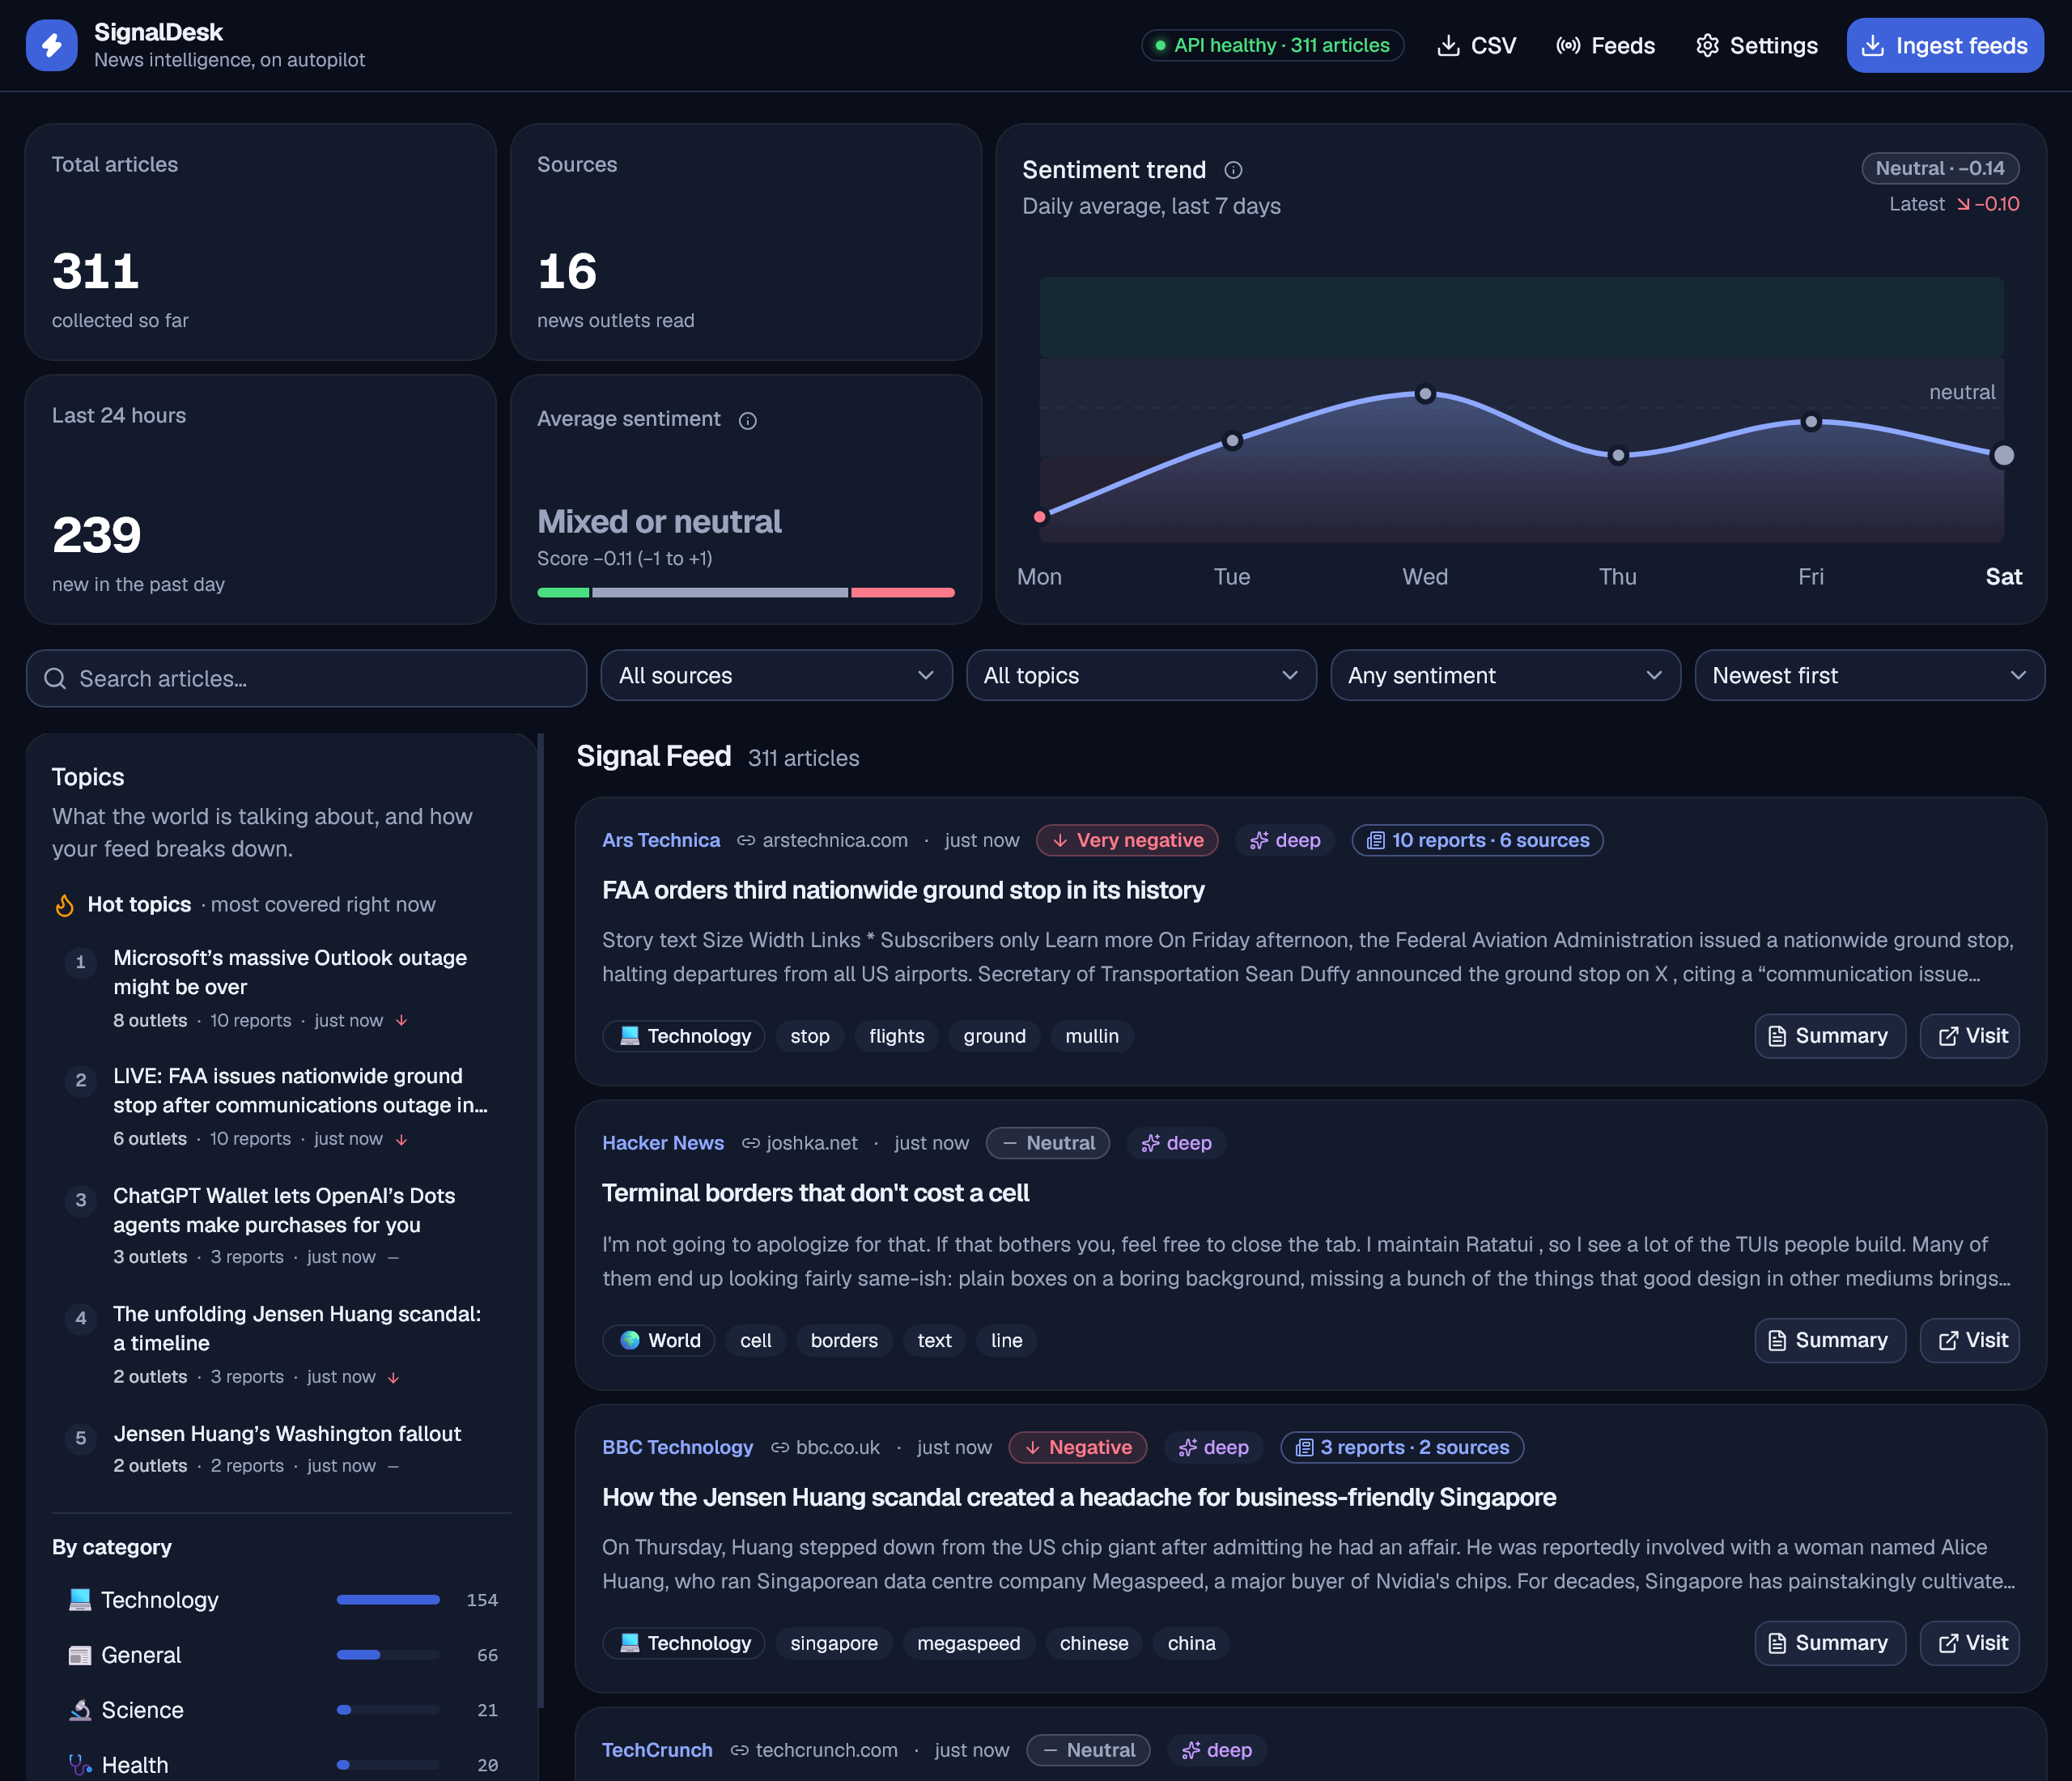 SignalDesk
News intelligence, on autopilot
API healthy · 311 articles
CSV
Feeds
Settings
Ingest feeds
Total articles
311
collected so far
Sources
16
news outlets read
Last 24 hours
239
new in the past day
Average sentiment
Mixed or neutral
Score −0.11 (−1 to +1)
Sentiment trend
Daily average, last 7 days
Neutral · −0.14
Latest −0.10
neutral
Mon Tue Wed Thu Fri Sat
Search articles...
All sources
All topics
Any sentiment
Newest first
Topics
What the world is talking about, and how
your feed breaks down.
Hot topics · most covered right now
1
Microsoft’s massive Outlook outage
might be over
8 outlets · 10 reports · just now
2
LIVE: FAA issues nationwide ground
stop after communications outage in...
6 outlets · 10 reports · just now
3
ChatGPT Wallet lets OpenAI’s Dots
agents make purchases for you
3 outlets · 3 reports · just now –
4
The unfolding Jensen Huang scandal:
a timeline
2 outlets · 3 reports · just now
5
Jensen Huang’s Washington fallout
2 outlets · 2 reports · just now –
By category
Technology 154
General 66
Science 21
Health 20
Signal Feed 311 articles
Ars Technica arstechnica.com · just now Very negative deep 10 reports · 6 sources
FAA orders third nationwide ground stop in its history
Story text Size Width Links * Subscribers only Learn more On Friday afternoon, the Federal Aviation Administration issued a nationwide ground stop,
halting departures from all US airports. Secretary of Transportation Sean Duffy announced the ground stop on X , citing a “communication issue...
Technology stop flights ground mullin
Summary Visit
Hacker News joshka.net · just now – Neutral deep
Terminal borders that don't cost a cell
I'm not going to apologize for that. If that bothers you, feel free to close the tab. I maintain Ratatui , so I see a lot of the TUIs people build. Many of
them end up looking fairly same-ish: plain boxes on a boring background, missing a bunch of the things that good design in other mediums brings...
World cell borders text line
Summary Visit
BBC Technology bbc.co.uk · just now Negative deep 3 reports · 2 sources
How the Jensen Huang scandal created a headache for business-friendly Singapore
On Thursday, Huang stepped down from the US chip giant after admitting he had an affair. He was reportedly involved with a woman named Alice
Huang, who ran Singaporean data centre company Megaspeed, a major buyer of Nvidia's chips. For decades, Singapore has painstakingly cultivate...
Technology singapore megaspeed chinese china
Summary Visit
TechCrunch techcrunch.com · just now – Neutral deep